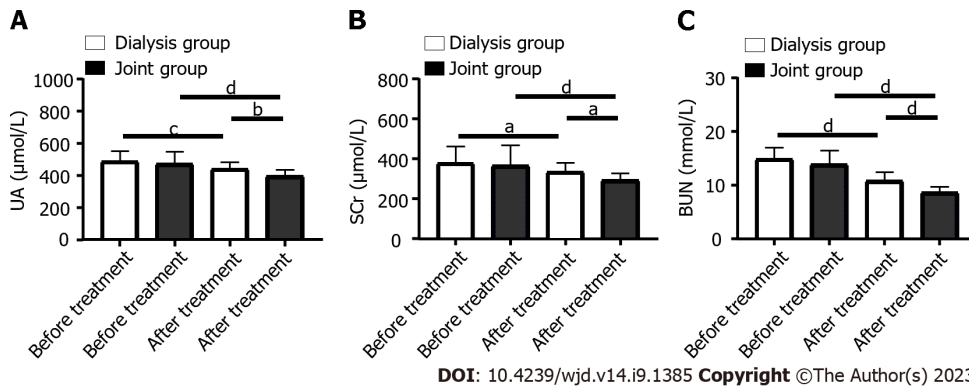 A
Dialysis group
Joint group
UA (μmol/L)
1000
800
600
400
200
0
d
b
c
Before treatment
Before treatment
After treatment
After treatment
B
Dialysis group
Joint group
SCr (μmol/L)
800
600
400
200
0
d
a
a
Before treatment
Before treatment
After treatment
After treatment
C
Dialysis group
Joint group
BUN (mmol/L)
30
20
10
0
d
d
d
Before treatment
Before treatment
After treatment
After treatment
DOI: 10.4239/wjd.v14.i9.1385 Copyright ©The Author(s) 2023